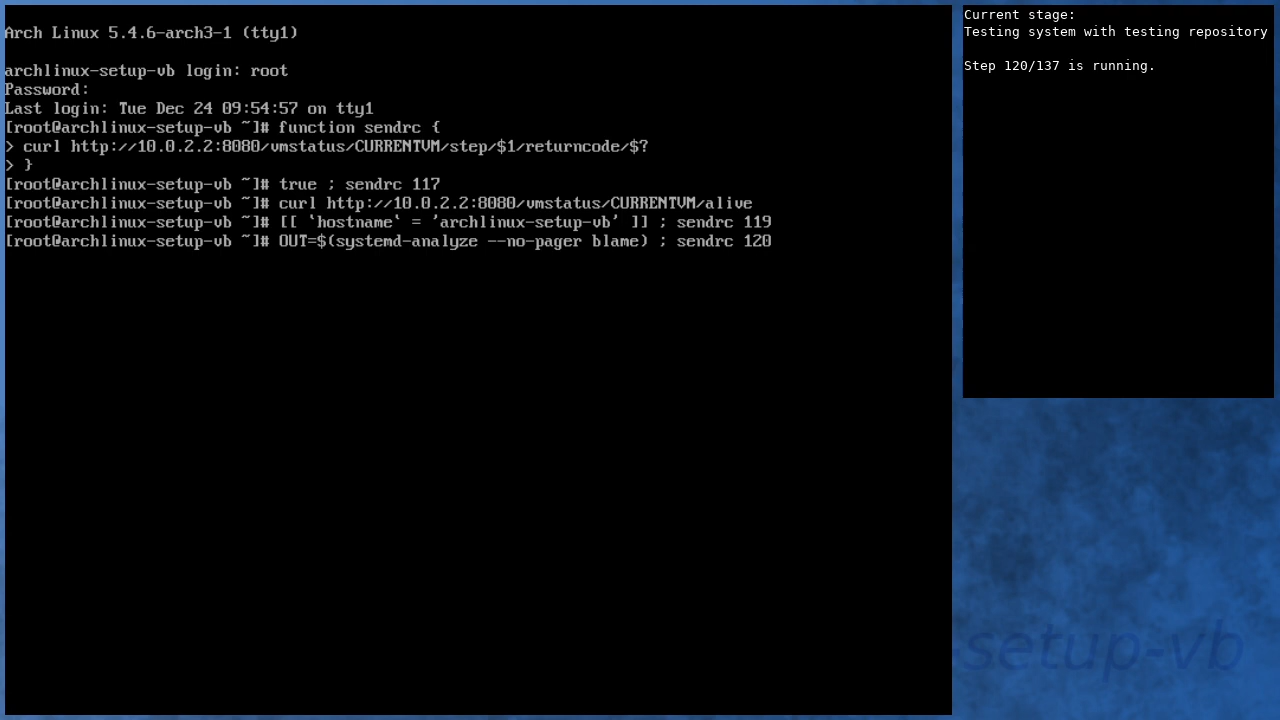 Arch Linux 5.4.6-arch3-1 (tty1)
archlinux-setup-vb login: root
Password:
Last login: Tue Dec 24 09:54:57 on tty1
[root@archlinux-setup-vb ~]# function sendrc {
> curl http://10.0.2.2:8080/vmstatus/CURRENTVM/step/$1/returncode/$?
> }
[root@archlinux-setup-vb ~]# true ; sendrc 117
[root@archlinux-setup-vb ~]# curl http://10.0.2.2:8080/vmstatus/CURRENTVM/alive
[root@archlinux-setup-vb ~]# [[ `hostname` = 'archlinux-setup-vb' ]] ; sendrc 119
[root@archlinux-setup-vb ~]# OUT=$(systemd-analyze --no-pager blame) ; sendrc 120
Current stage:
Testing system with testing repository
Step 120/137 is running.
-setup-vb